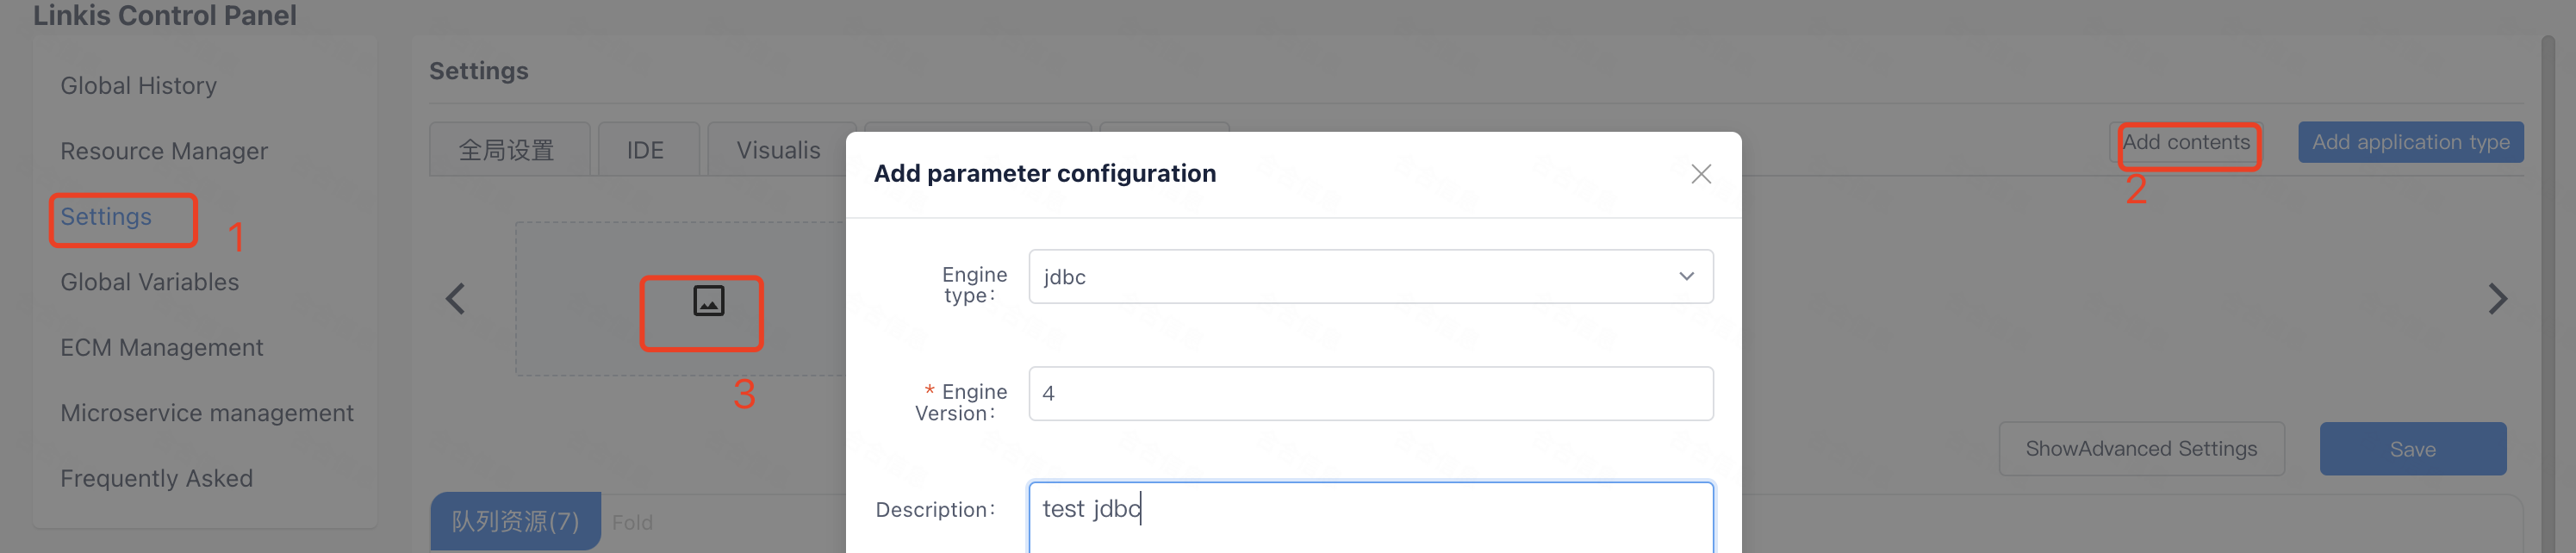 Linkis Control Panel
Global History
Resource Manager
Settings
1
Global Variables
ECM Management
Microservice management
Frequently Asked
Settings
全局设置
IDE
Visualis
Add contents
2
Add application type
3
Add parameter configuration
Engine
type:
jdbc
* Engine
Version:
4
Description:
test jdbc
ShowAdvanced Settings
Save
队列资源(7)
Fold